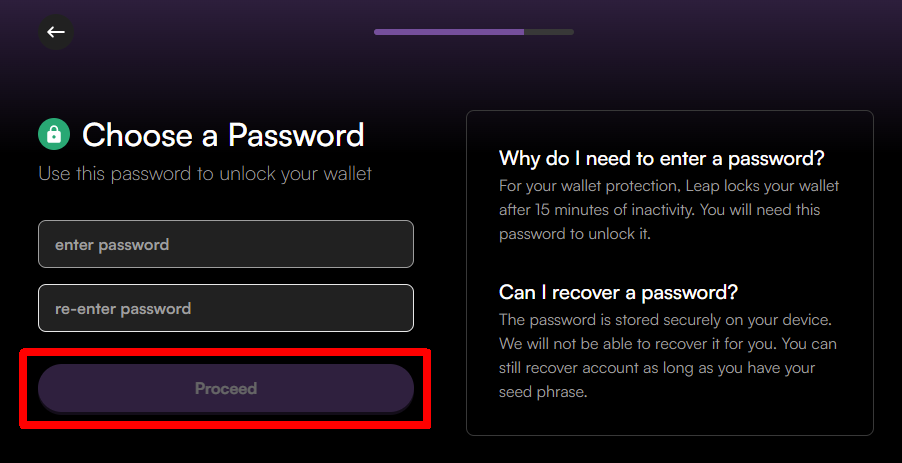 Choose a Password
Use this password to unlock your wallet
enter password
re-enter password
Proceed
Why do I need to enter a password?
For your wallet protection, Leap locks your wallet
after 15 minutes of inactivity. You will need this
password to unlock it.
Can I recover a password?
The password is stored securely on your device.
We will not be able to recover it for you. You can
still recover account as long as you have your
seed phrase.